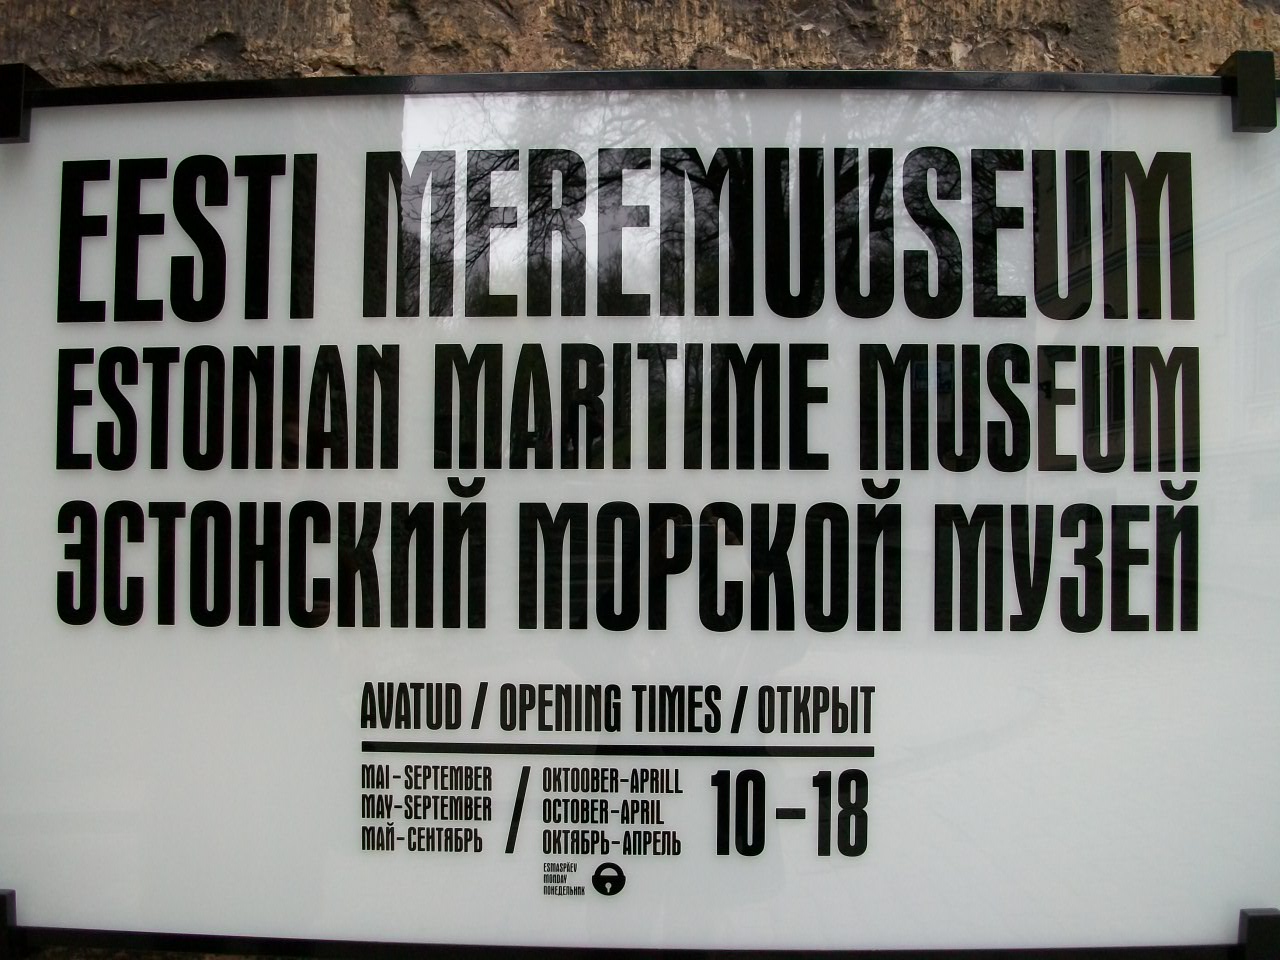 EESTI MEREMUUSEUM
ESTONIAN MARITIME MUSEUM
ЭСТОНСКИЙ МОРСКОЙ МУЗЕЙ
AVATUD / OPENING TIMES / ОТКРЫТ
MAI-SEPTEMBER / OKTOOBER-APRILL 10-18
MAY-SEPTEMBER OCTOBER-APRIL
МАЙ-СЕНТЯБРЬ ОКТЯБРЬ-АПРЕЛЬ
ESMASPÄEV
MONDAY
ПОНЕДЕЛЬНИК